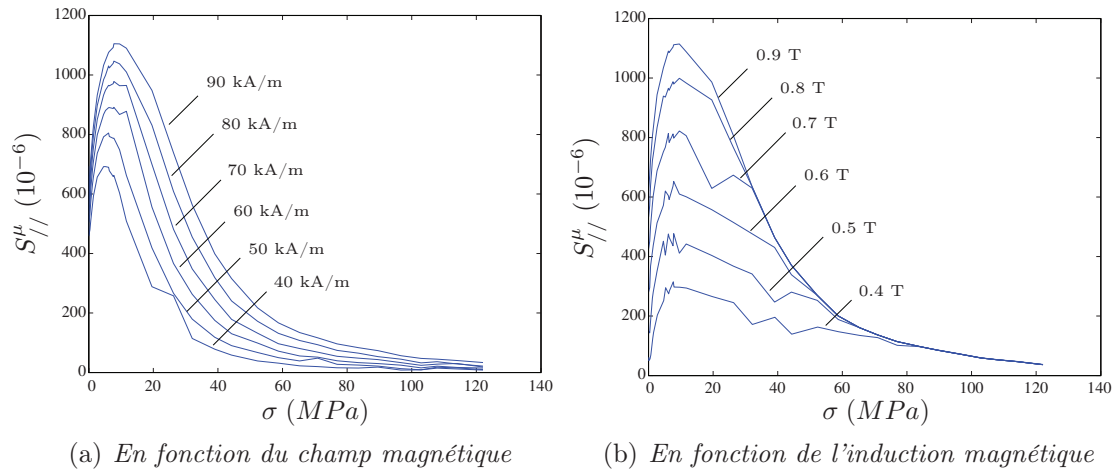 1200
1000
800
600
400
200
0
0 20 40 60 80 100 120 140
S^μ_// (10^−6)
σ (MPa)
90 kA/m
80 kA/m
70 kA/m
60 kA/m
50 kA/m
40 kA/m
(a) En fonction du champ magnétique
1200
1000
800
600
400
200
0
0 20 40 60 80 100 120 140
S^μ_// (10^−6)
σ (MPa)
0.9 T
0.8 T
0.7 T
0.6 T
0.5 T
0.4 T
(b) En fonction de l'induction magnétique